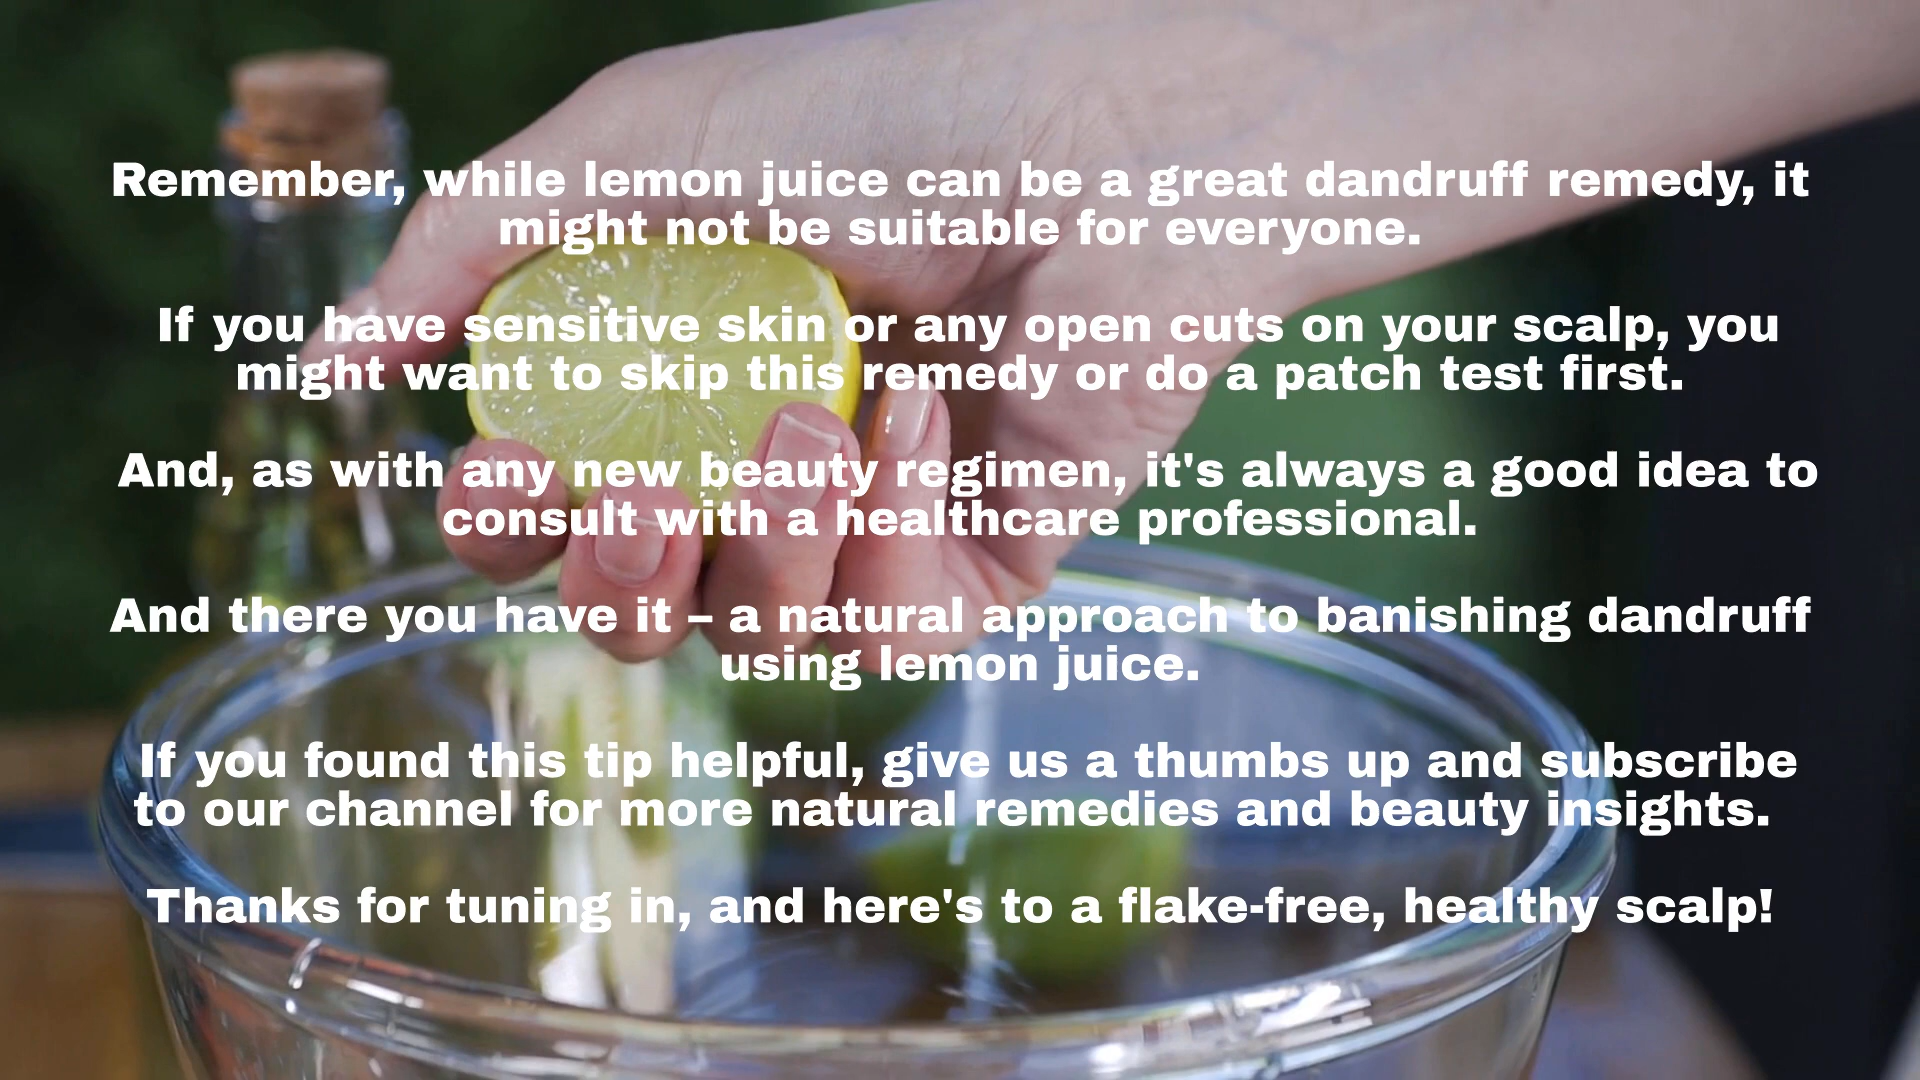 Remember, while lemon juice can be a great dandruff remedy, it
might not be suitable for everyone.
If you have sensitive skin or any open cuts on your scalp, you
might want to skip this remedy or do a patch test first.
And, as with any new beauty regimen, it's always a good idea to
consult with a healthcare professional.
And there you have it – a natural approach to banishing dandruff
using lemon juice.
If you found this tip helpful, give us a thumbs up and subscribe
to our channel for more natural remedies and beauty insights.
Thanks for tuning in, and here's to a flake-free, healthy scalp!